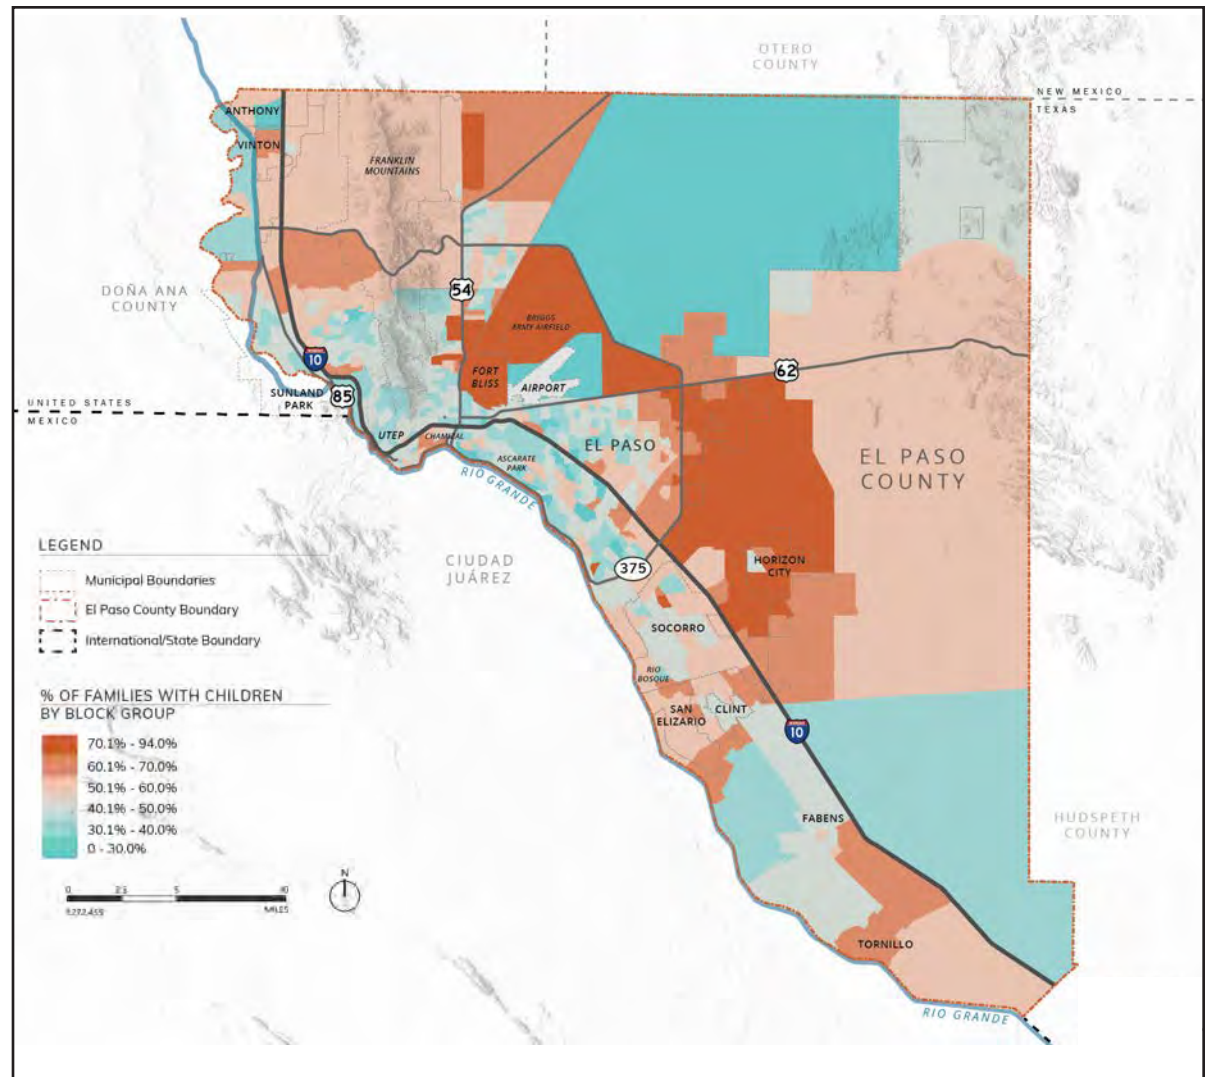 OTERO
COUNTY
NEW MEXICO
TEXAS
ANTHONY
VINTON
FRANKLIN
MOUNTAINS
DOÑA ANA
COUNTY
54
BRIGGS
ARMY AIRFIELD
10
FORT
BLISS
AIRPORT
62
SUNLAND
PARK
85
UNITED STATES
MEXICO
UTEP
CHAMIZAL
EL PASO
ASCARATE
PARK
RIO GRANDE
EL PASO
COUNTY
CIUDAD
JUÁREZ
375
HORIZON
CITY
SOCORRO
RIO
BOSQUE
SAN
ELIZARIO
CLINT
10
FABENS
HUDSPETH
COUNTY
TORNILLO
RIO GRANDE
LEGEND
Municipal Boundaries
El Paso County Boundary
International/State Boundary
% OF FAMILIES WITH CHILDREN
BY BLOCK GROUP
70.1% - 94.0%
60.1% - 70.0%
50.1% - 60.0%
40.1% - 50.0%
30.1% - 40.0%
0 - 30.0%
N
0 2.5 5 10
MILES